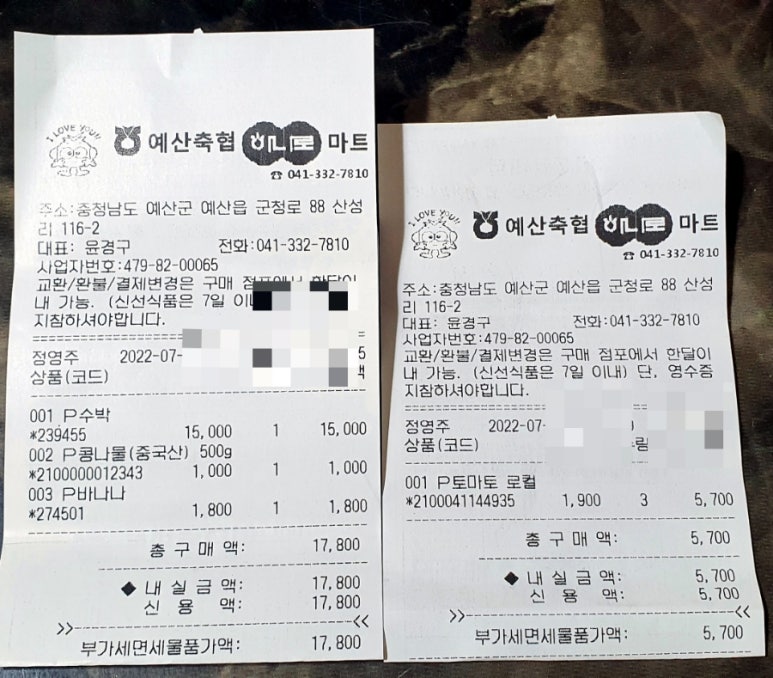 I LOVE YOU!!
예산축협 하나로 마트
☎ 041-332-7810
주소:충청남도 예산군 예산읍 군청로 88 산성
리 116-2
대표: 윤경구 전화:041-332-7810
사업자번호:479-82-00065
교환/환불/결제변경은 구매 점포에서 한달이
내 가능. (신선식품은 7일 이내
지참하셔야합니다.
정영주 2022-07- 5
상품(코드) 액
001 P수박
*239455 15,000 1 15,000
002 P콩나물(중국산) 500g
*2100000012343 1,000 1 1,000
003 P바나나
*274501 1,800 1 1,800
총 구 매 액: 17,800
◆ 내 실 금 액: 17,800
신 용 액: 17,800
>> <<
부가세면세물품가액: 17,800
I LOVE YOU!!
예산축협 하나로 마트
☎ 041-332-7810
주소:충청남도 예산군 예산읍 군청로 88 산성
리 116-2
대표: 윤경구 전화:041-332-7810
사업자번호:479-82-00065
교환/환불/결제변경은 구매 점포에서 한달이
내 가능. (신선식품은 7일 이내) 단, 영수증
지참하셔야합니다.
정영주 2022-07-
상품(코드)
001 P토마토 로컬
*2100041144935 1,900 3 5,700
총 구 매 액: 5,700
◆ 내 실 금 액: 5,700
신 용 액: 5,700
>> <<
부가세면세물품가액: 5,700